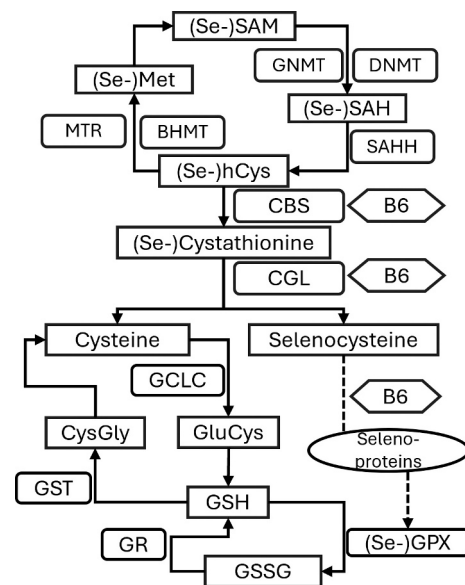 (Se-)SAM
GNMT
DNMT
(Se-)Met
(Se-)SAH
MTR
BHMT
SAHH
(Se-)hCys
CBS
B6
(Se-)Cystathionine
CGL
B6
Cysteine
Selenocysteine
GCLC
B6
CysGly
GluCys
Seleno-
proteins
GST
GSH
GR
(Se-)GPX
GSSG